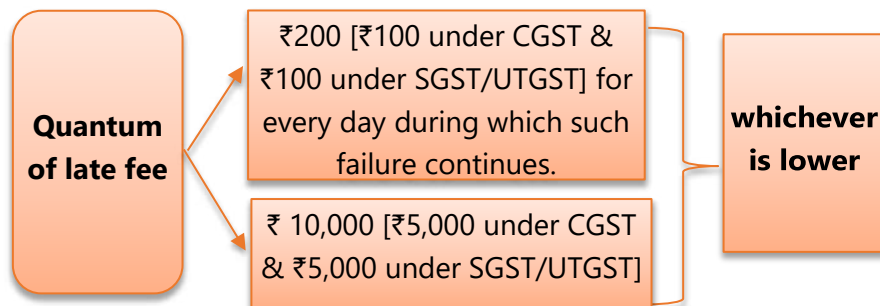 Quantum
of late fee
₹200 [₹100 under CGST &
₹100 under SGST/UTGST] for
every day during which such
failure continues.
₹ 10,000 [₹5,000 under CGST
& ₹5,000 under SGST/UTGST]
whichever
is lower